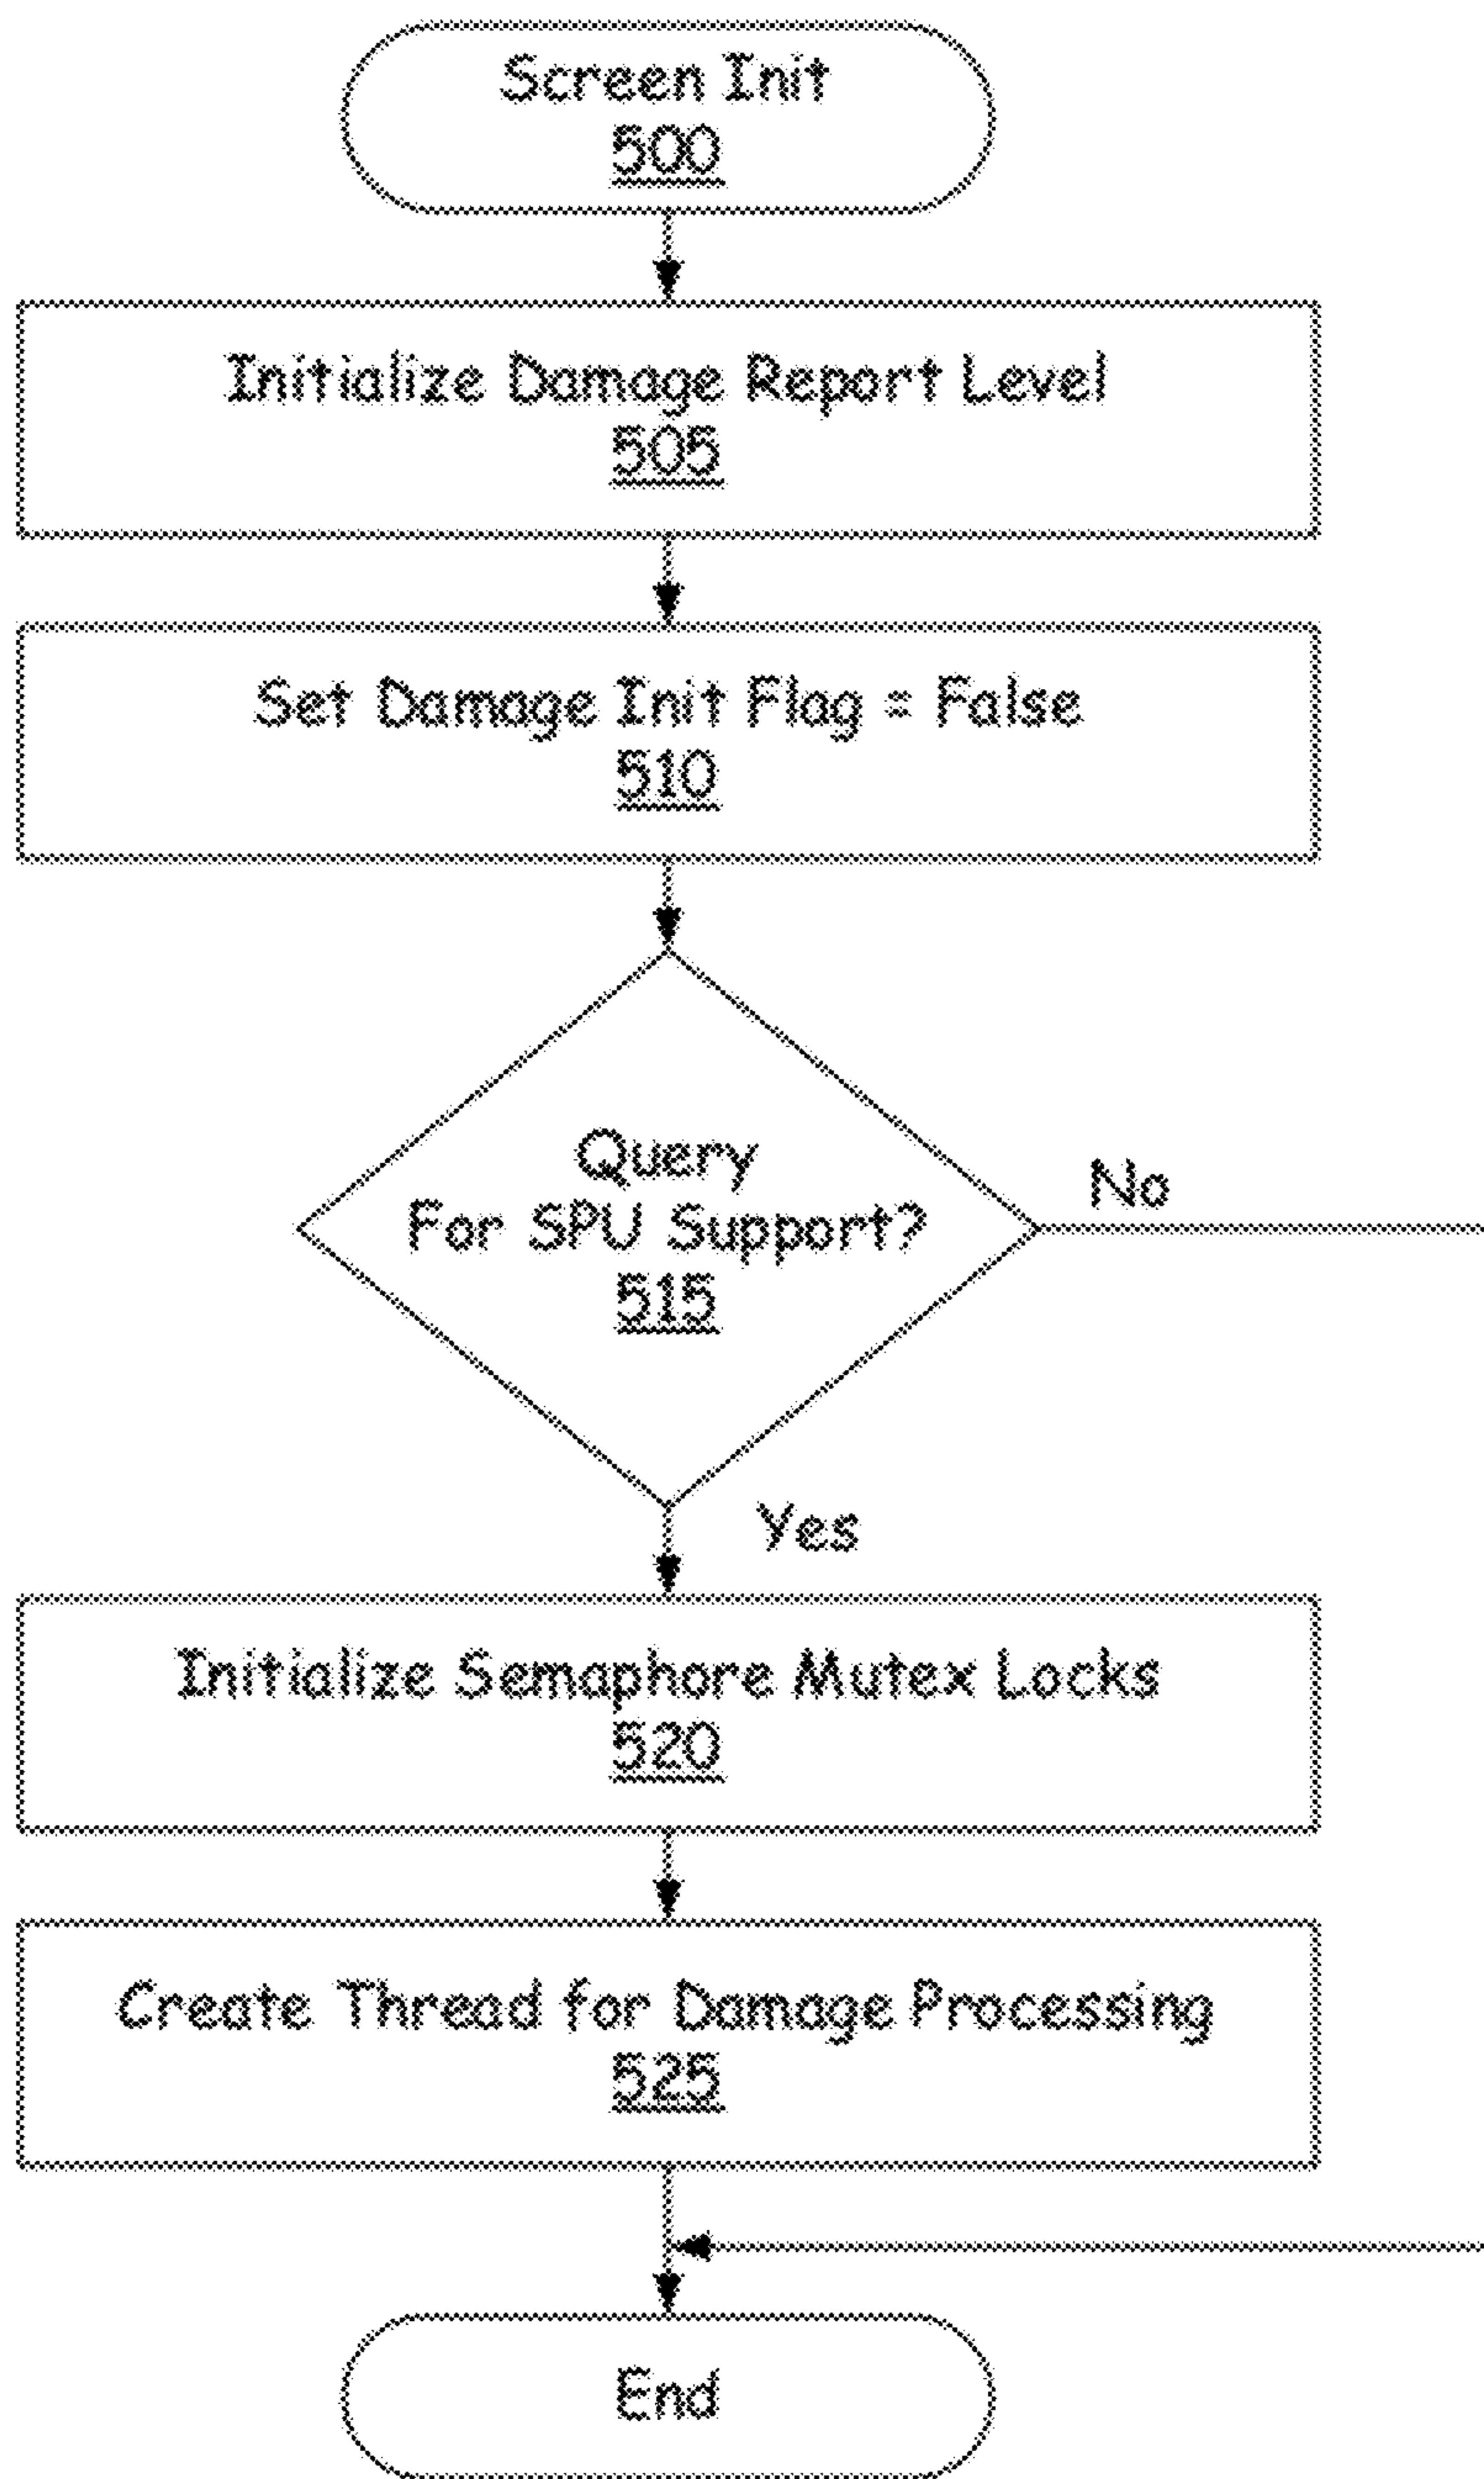 Screen Init
500
Initialize Damage Report Level
505
Set Damage Init Flag = False
510
Query
For SPU Support?
515
No
Yes
Initialize Semaphore Mutex Locks
520
Create Thread for Damage Processing
525
End